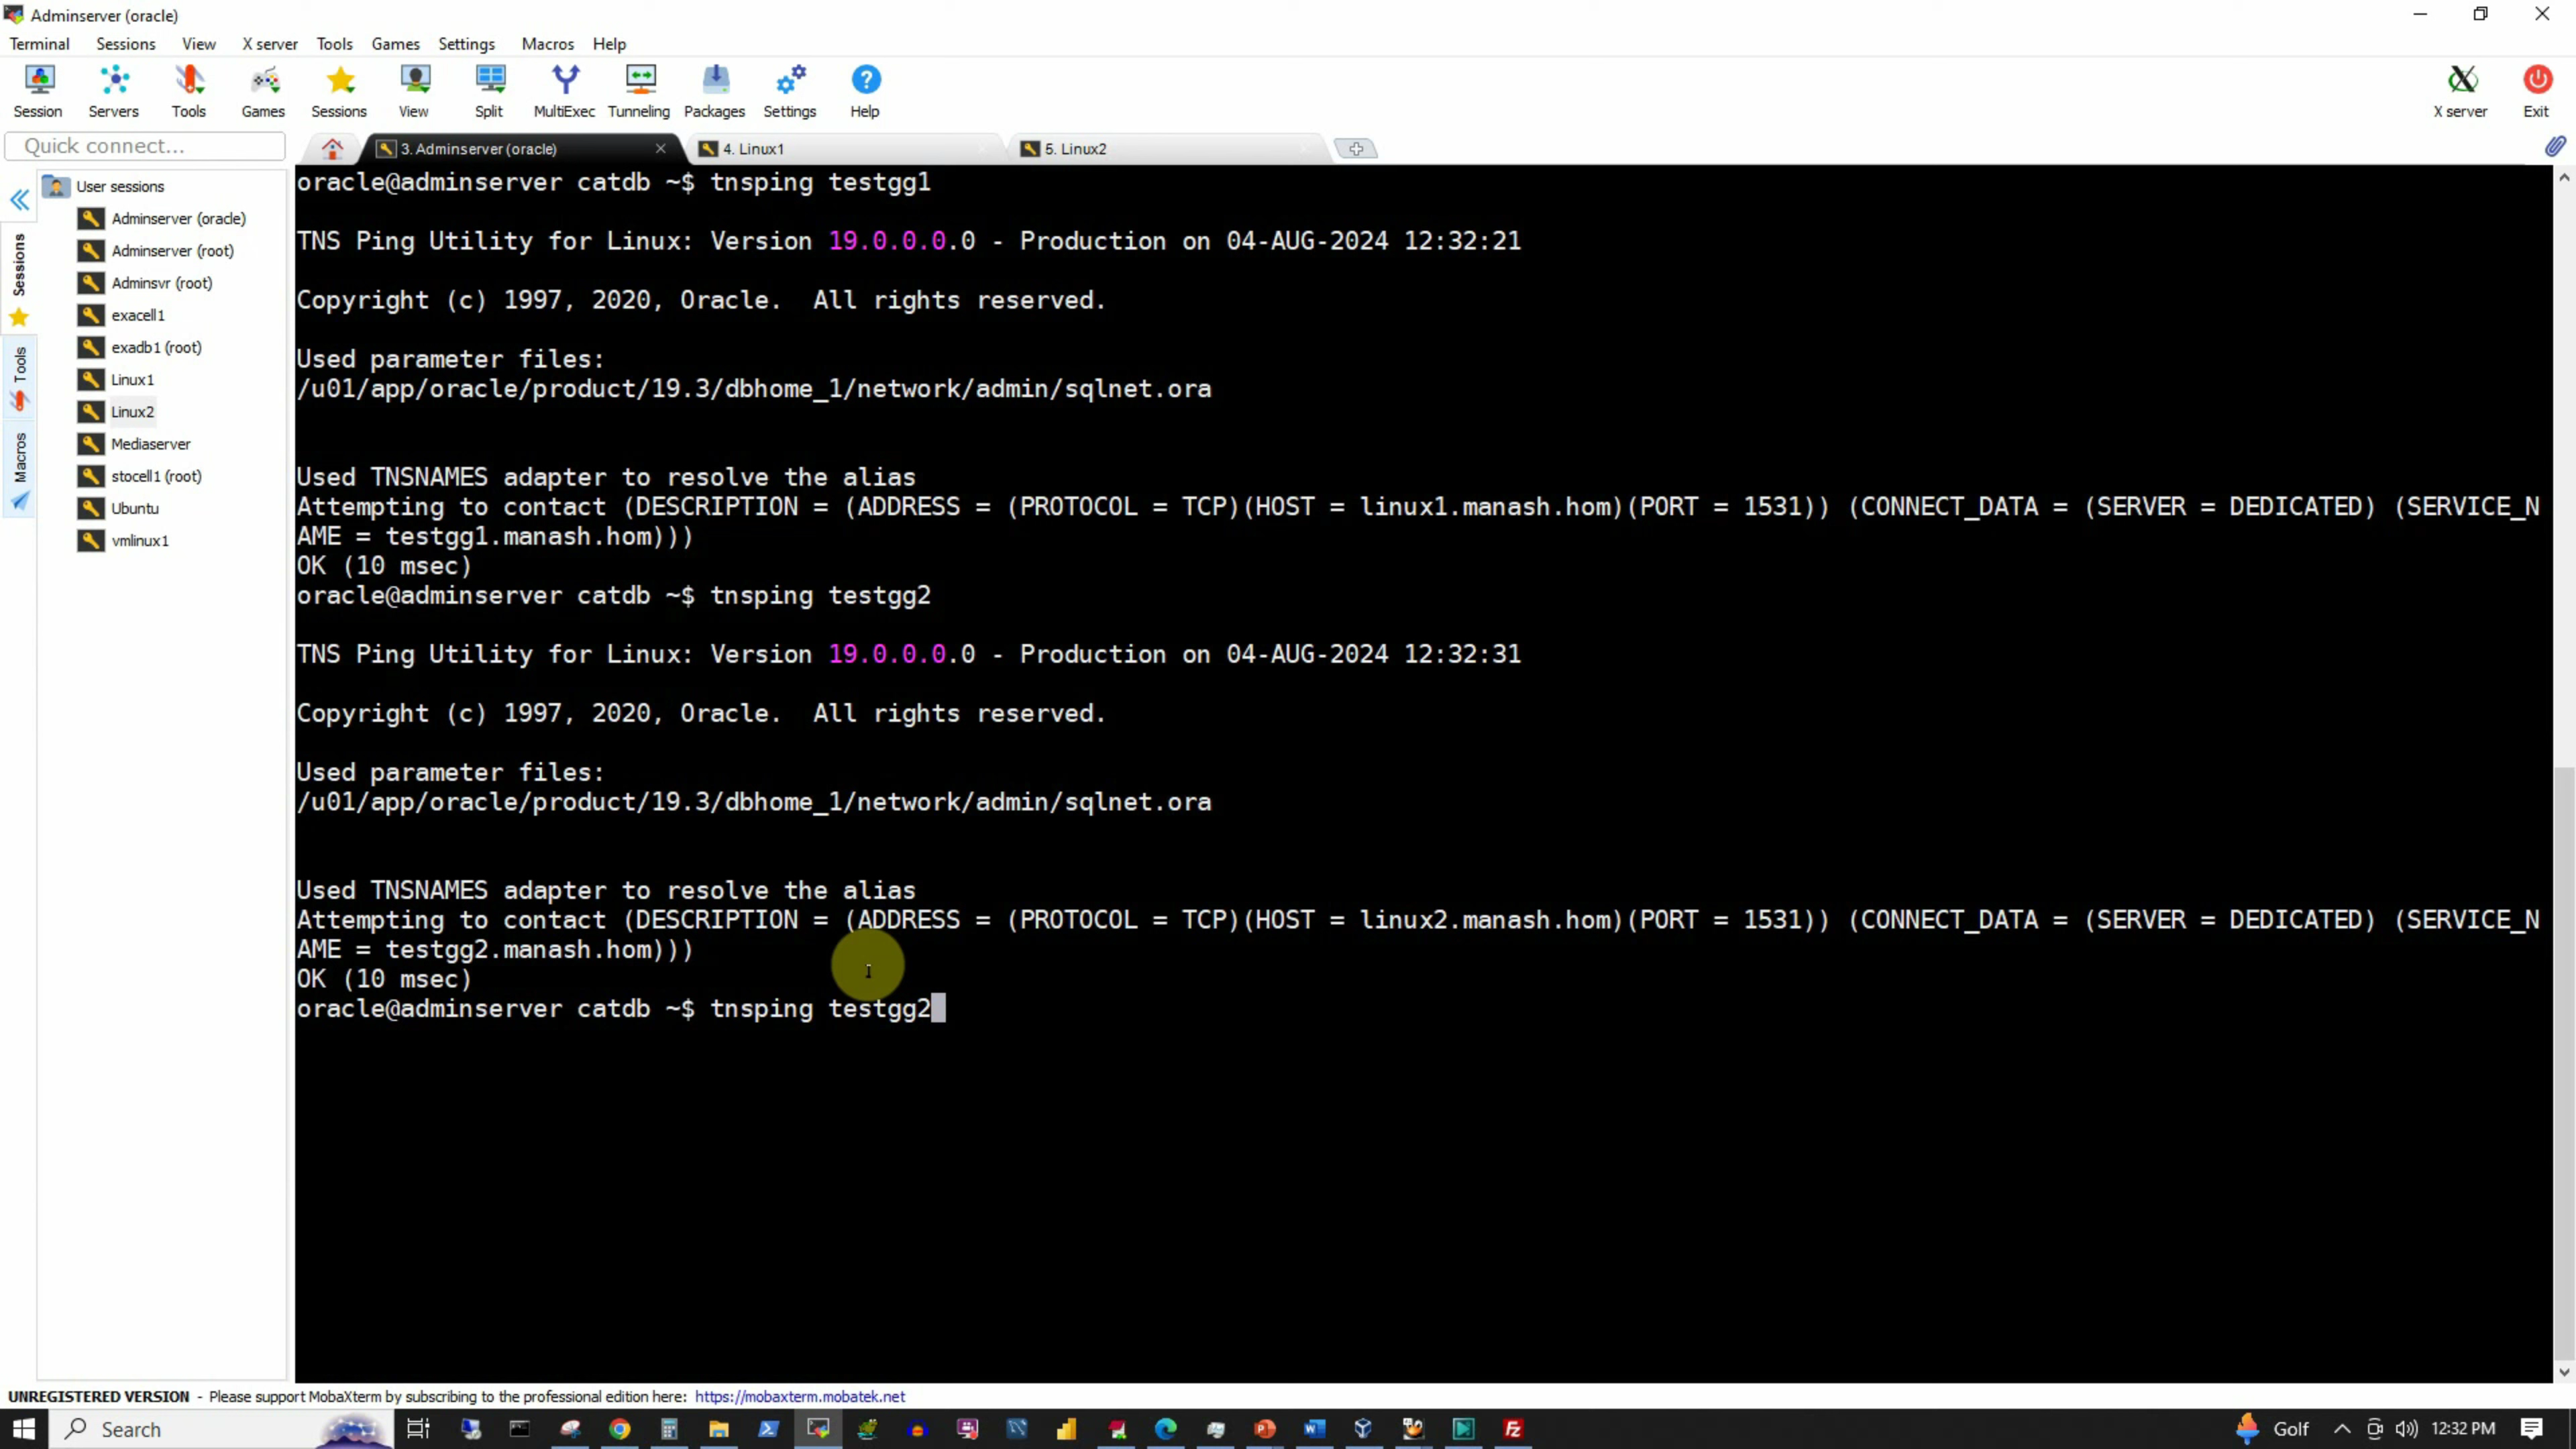 Adminserver (oracle)
Terminal Sessions View X server Tools Games Settings Macros Help
Session Servers Tools Games Sessions View Split MultiExec Tunneling Packages Settings Help X server Exit
Quick connect...
3. Adminserver (oracle) 4. Linux1 5. Linux2
Sessions
Tools
Macros
User sessions
Adminserver (oracle)
Adminserver (root)
Adminsvr (root)
exacell1
exadb1 (root)
Linux1
Linux2
Mediaserver
stocell1 (root)
Ubuntu
vmlinux1
oracle@adminserver catdb ~$ tnsping testgg1
TNS Ping Utility for Linux: Version 19.0.0.0.0 - Production on 04-AUG-2024 12:32:21
Copyright (c) 1997, 2020, Oracle.  All rights reserved.
Used parameter files:
/u01/app/oracle/product/19.3/dbhome_1/network/admin/sqlnet.ora
Used TNSNAMES adapter to resolve the alias
Attempting to contact (DESCRIPTION = (ADDRESS = (PROTOCOL = TCP)(HOST = linux1.manash.hom)(PORT = 1531)) (CONNECT_DATA = (SERVER = DEDICATED) (SERVICE_N
AME = testgg1.manash.hom)))
OK (10 msec)
oracle@adminserver catdb ~$ tnsping testgg2
TNS Ping Utility for Linux: Version 19.0.0.0.0 - Production on 04-AUG-2024 12:32:31
Copyright (c) 1997, 2020, Oracle.  All rights reserved.
Used parameter files:
/u01/app/oracle/product/19.3/dbhome_1/network/admin/sqlnet.ora
Used TNSNAMES adapter to resolve the alias
Attempting to contact (DESCRIPTION = (ADDRESS = (PROTOCOL = TCP)(HOST = linux2.manash.hom)(PORT = 1531)) (CONNECT_DATA = (SERVER = DEDICATED) (SERVICE_N
AME = testgg2.manash.hom)))
OK (10 msec)
oracle@adminserver catdb ~$ tnsping testgg2
UNREGISTERED VERSION - Please support MobaXterm by subscribing to the professional edition here: https://mobaxterm.mobatek.net
Search Golf 12:32 PM